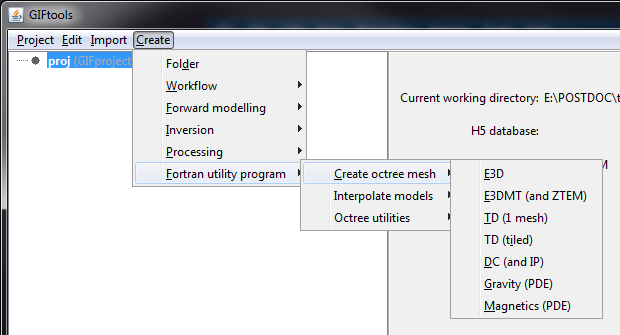 GIFtools
Project Edit Import Create
proj (GIFproject
Folder
Workflow
Forward modelling
Inversion
Processing
Fortran utility program
Create octree mesh
Interpolate models
Octree utilities
E3D
E3DMT (and ZTEM)
TD (1 mesh)
TD (tiled)
DC (and IP)
Gravity (PDE)
Magnetics (PDE)
Current working directory: E:\POSTDOC\t
H5 database:
M